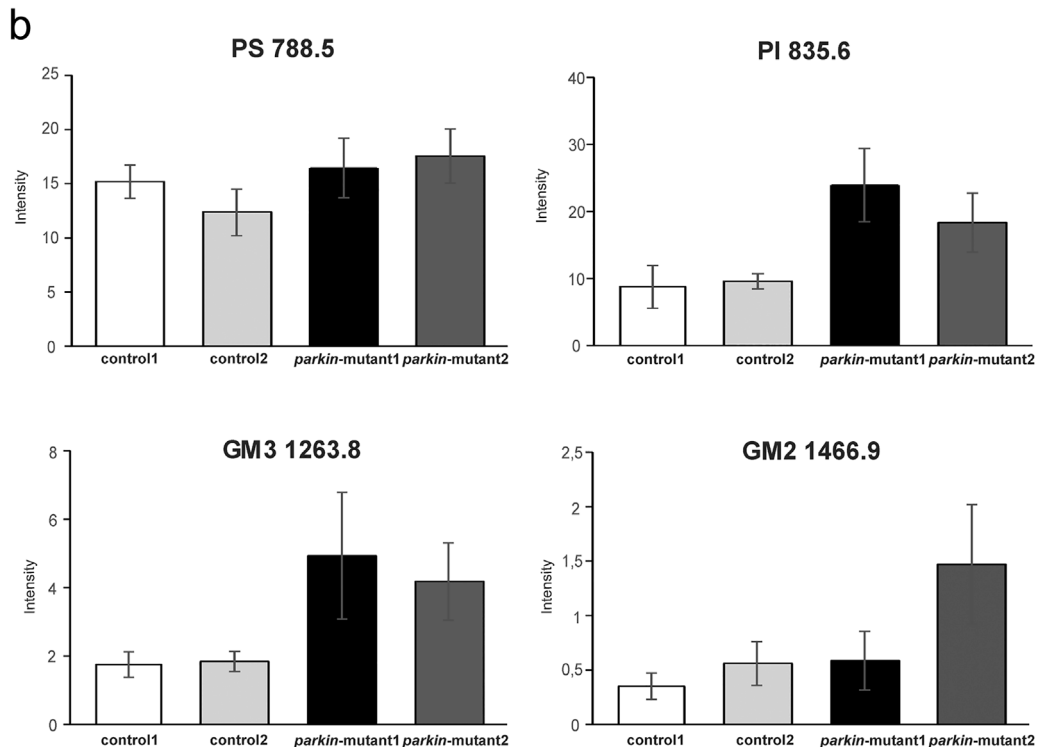 b
PS 788.5
25
20
15
10
5
0
Intensity
control1 control2 parkin-mutant1 parkin-mutant2
PI 835.6
40
30
20
10
0
Intensity
control1 control2 parkin-mutant1 parkin-mutant2
GM3 1263.8
8
6
4
2
0
Intensity
control1 control2 parkin-mutant1 parkin-mutant2
GM2 1466.9
2,5
2
1,5
1
0,5
0
Intensity
control1 control2 parkin-mutant1 parkin-mutant2